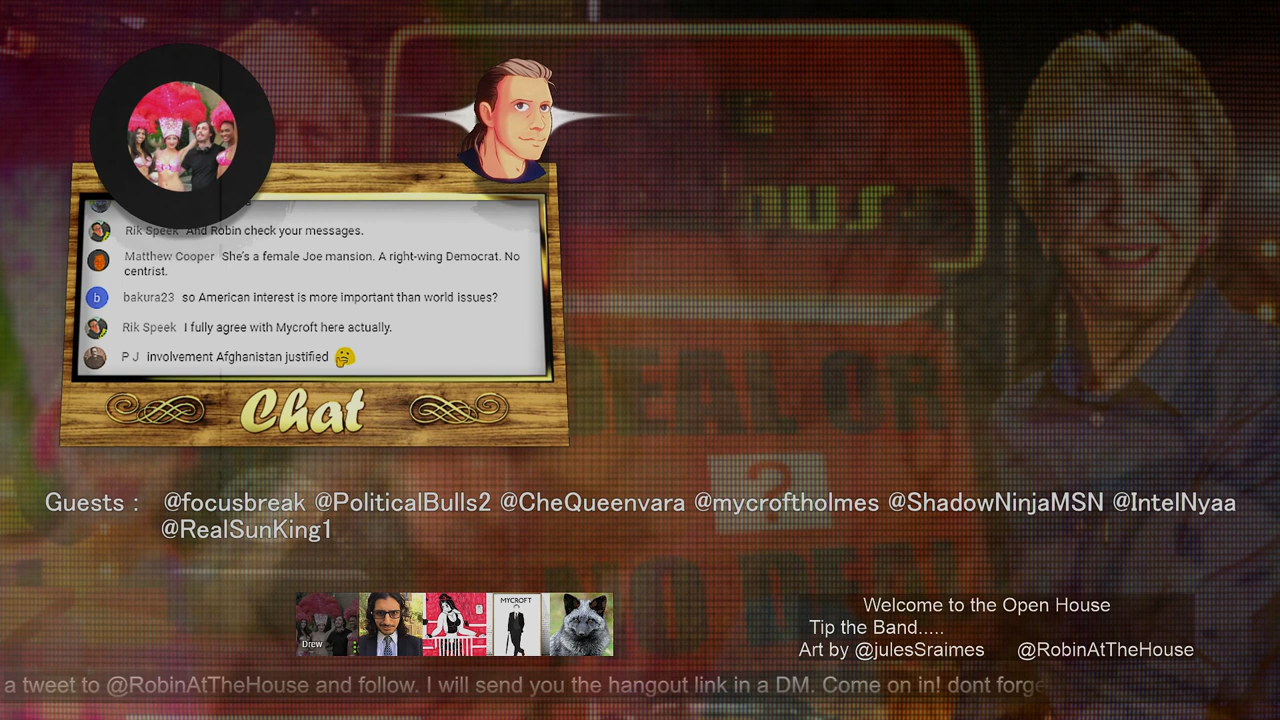 Rik Speek And Robin check your messages.
Matthew Cooper She's a female Joe mansion. A right-wing Democrat. No
centrist.
b bakura23 so American interest is more important than world issues?
Rik Speek I fully agree with Mycroft here actually.
P J involvement Afghanistan justified 🤔
Chat
DEAL OR
?
NO DEAL
Guests : @focusbreak @PoliticalBulls2 @CheQueenvara @mycroftholmes @ShadowNinjaMSN @IntelNyaa
@RealSunKing1
Drew
MYCROFT
Welcome to the Open House
Tip the Band.....
Art by @julesSraimes @RobinAtTheHouse
a tweet to @RobinAtTheHouse and follow. I will send you the hangout link in a DM. Come on in! dont forge